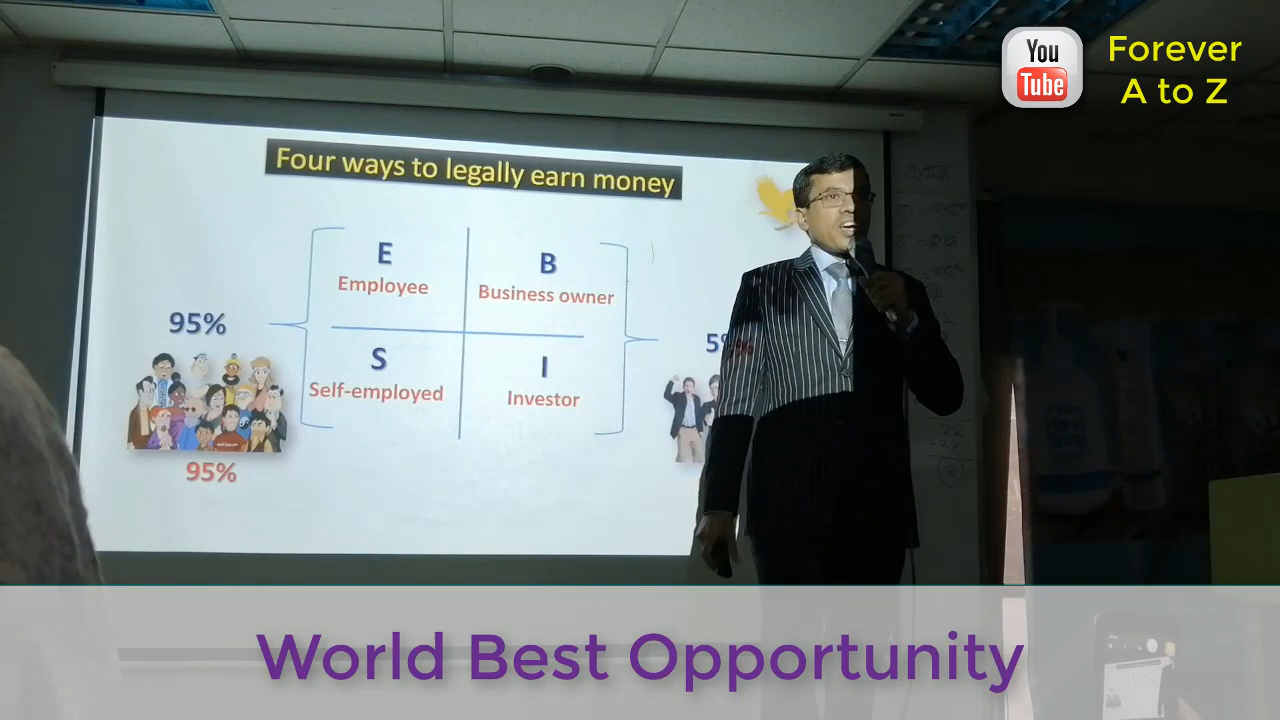 You
Tube
Forever
A to Z
Four ways to legally earn money
E
Employee
B
Business owner
95%
S
Self-employed
I
Investor
95%
World Best Opportunity